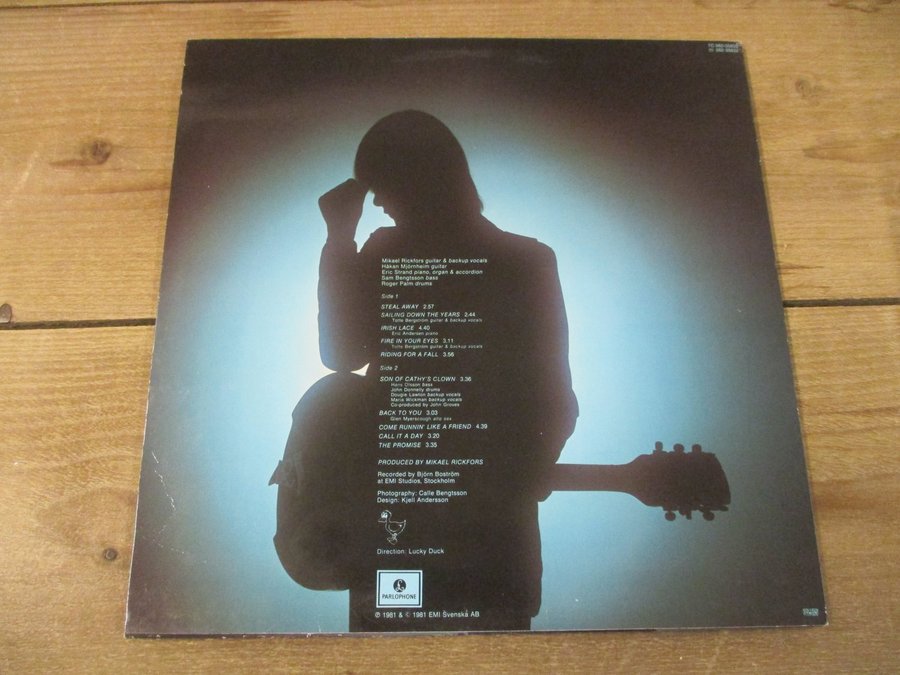 Mikael Rickfors guitar & backup vocals
Håkan Mjörnheim guitar
Eric Strand piano, organ & accordion
Sam Bengtsson bass
Roger Palm drums
Side 1
STEAL AWAY 2:57
SAILING DOWN THE YEARS 2.44
Totte Bergström guitar & backup vocals
IRISH LACE 4.40
Eric Andersen piano
FIRE IN YOUR EYES 3.11
Totte Bergström guitar & backup vocals
RIDING FOR A FALL 3.56
Side 2
SON OF CATHY'S CLOWN 3.36
Hans Olsson bass
John Donnelly drums
Dougie Lawton backup vocals
Maria Wickman backup vocals
Co-produced by John Groves
BACK TO YOU 3.03
Glen Myerscough alto sax
COME RUNNIN' LIKE A FRIEND 4.39
CALL IT A DAY 3.20
THE PROMISE 3.35
PRODUCED BY MIKAEL RICKFORS
Recorded by Björn Boström
at EMI Studios, Stockholm
Photography: Calle Bengtsson
Design: Kjell Andersson
Direction: Lucky Duck
PARLOPHONE
℗ 1981 & © 1981 EMI Svenska AB